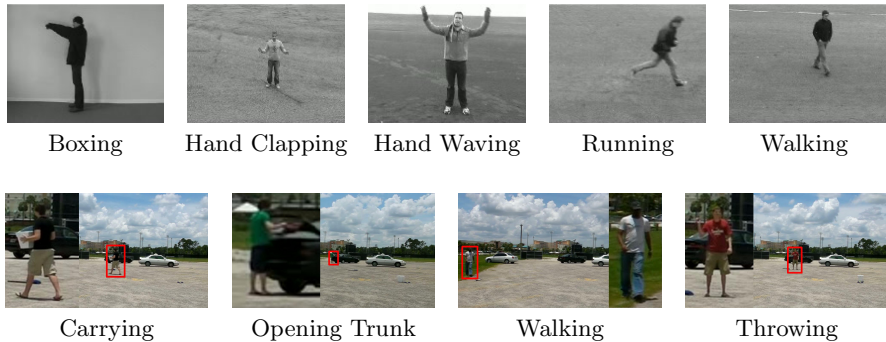 Boxing
Hand Clapping
Hand Waving
Running
Walking
Carrying
Opening Trunk
Walking
Throwing